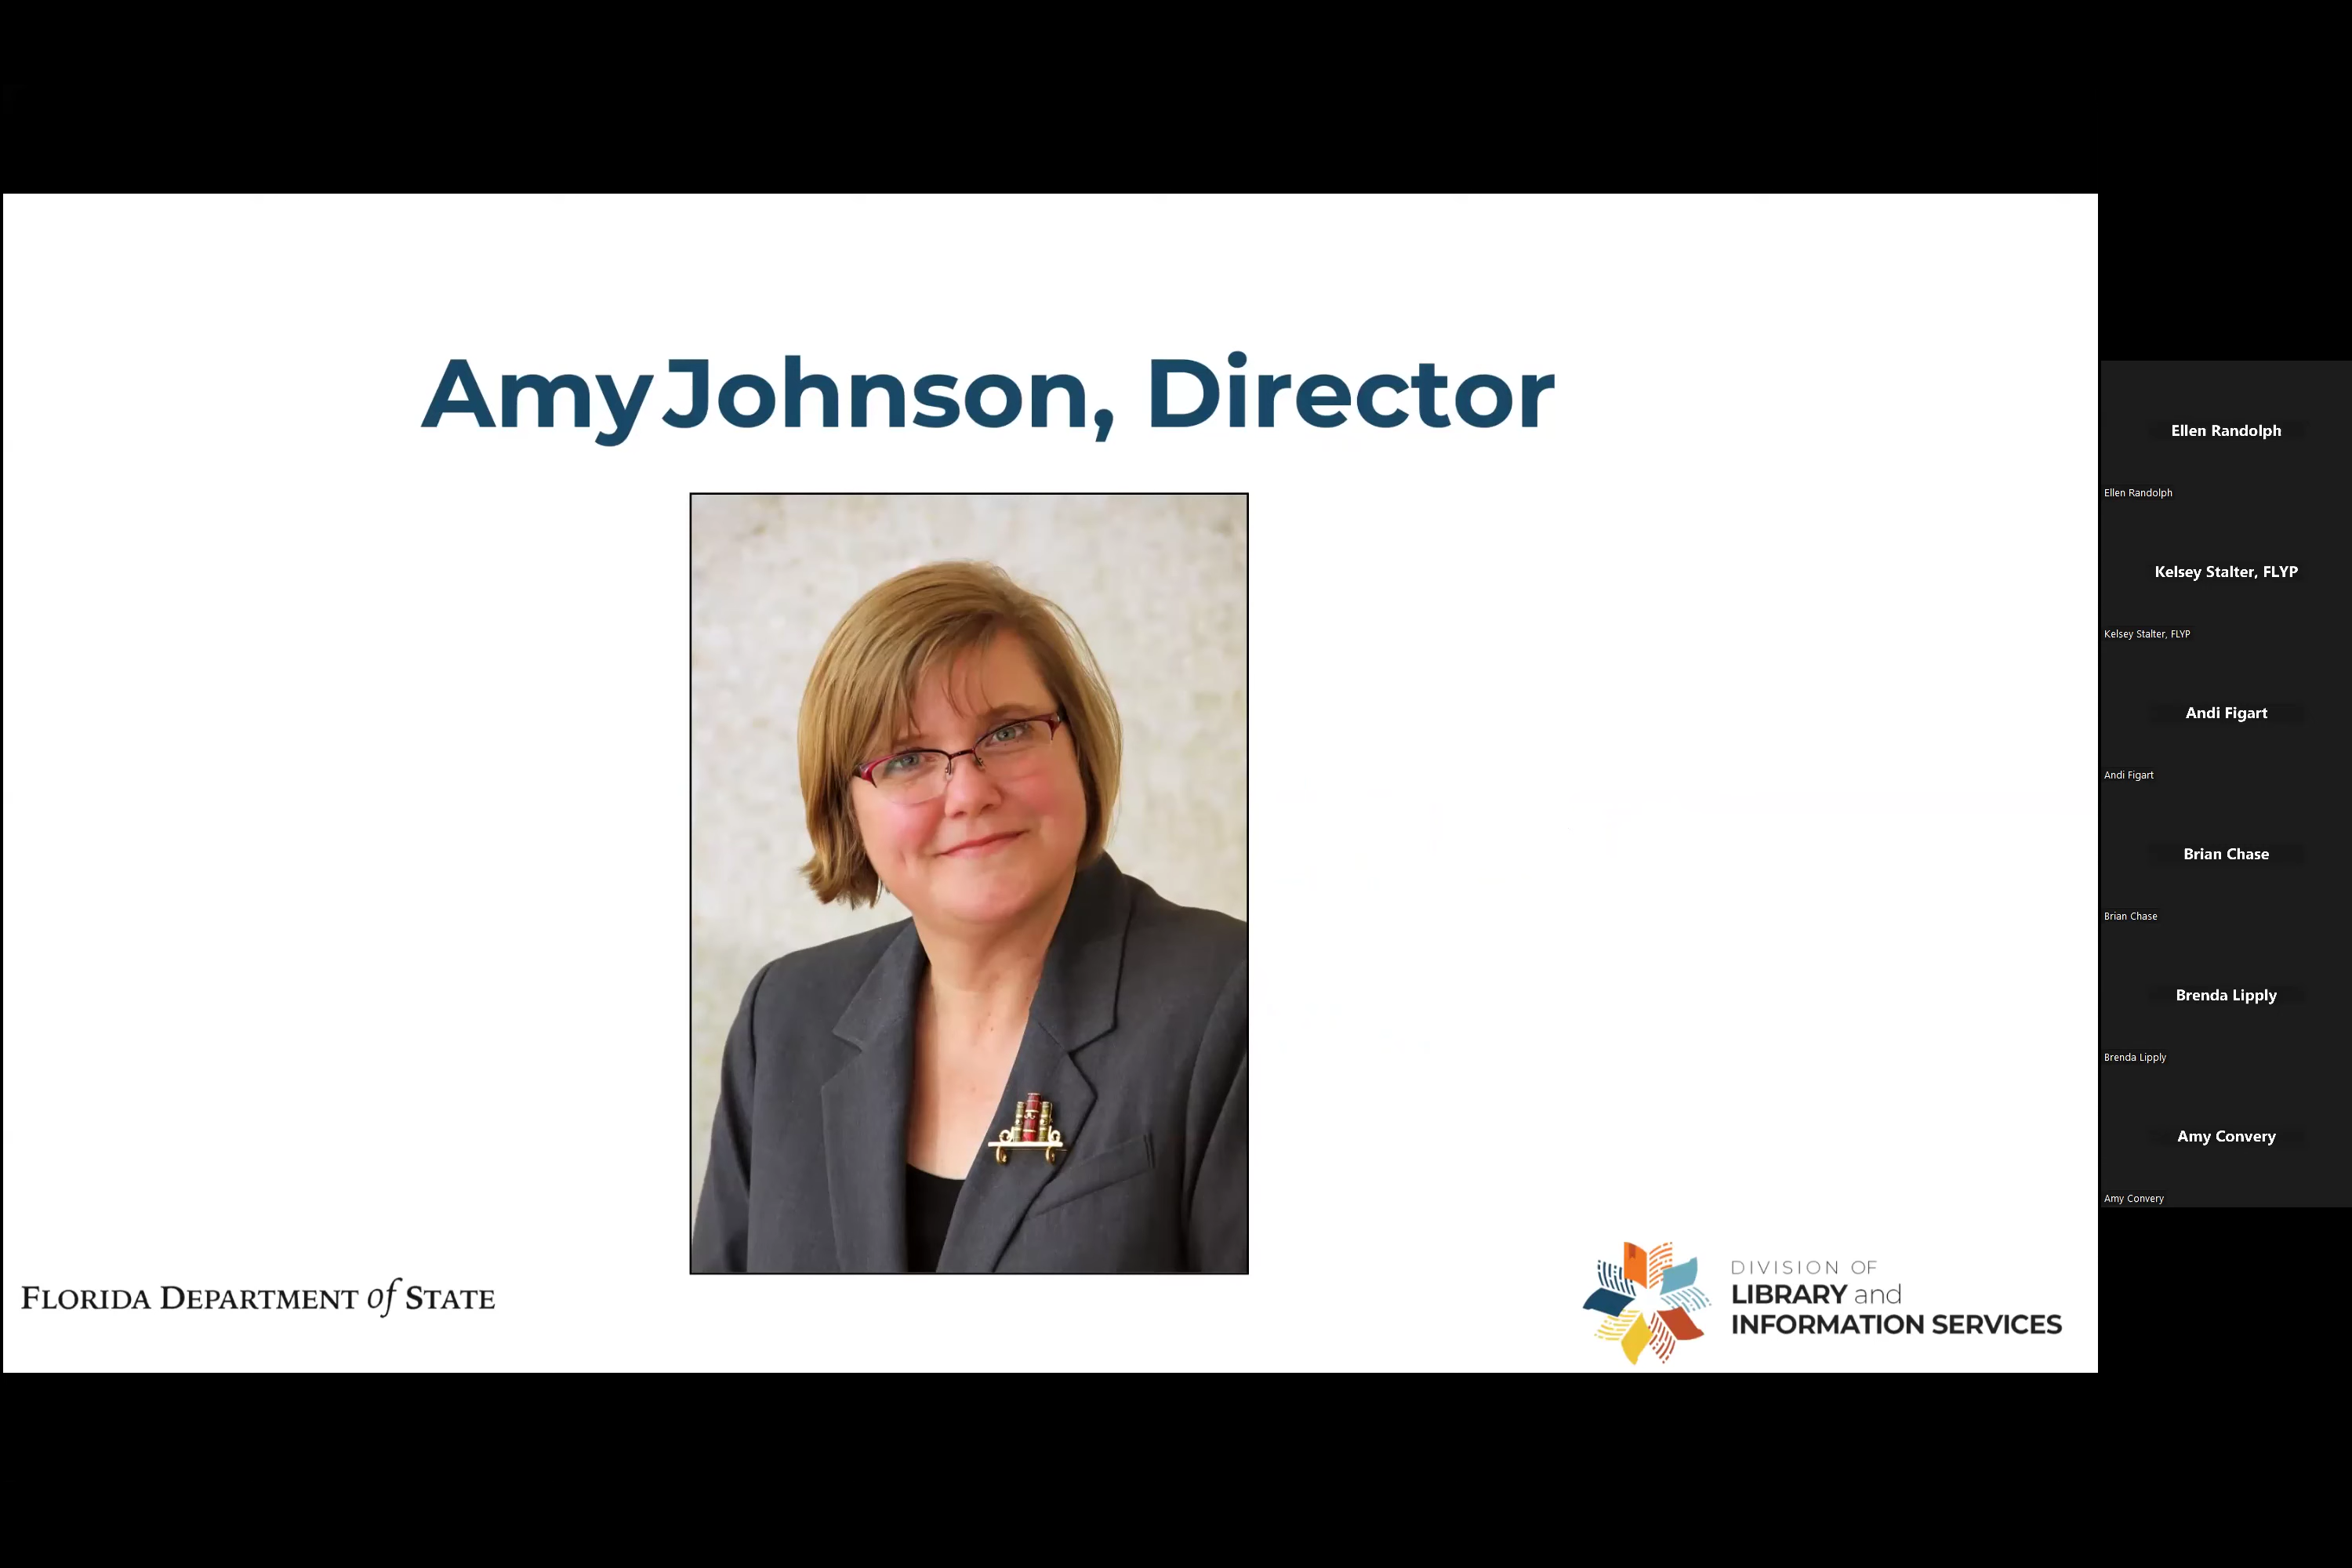 Amy Johnson, Director
FLORIDA DEPARTMENT of STATE
DIVISION OF
LIBRARY and
INFORMATION SERVICES
Ellen Randolph
Ellen Randolph
Kelsey Stalter, FLYP
Kelsey Stalter, FLYP
Andi Figart
Andi Figart
Brian Chase
Brian Chase
Brenda Lipply
Brenda Lipply
Amy Convery
Amy Convery